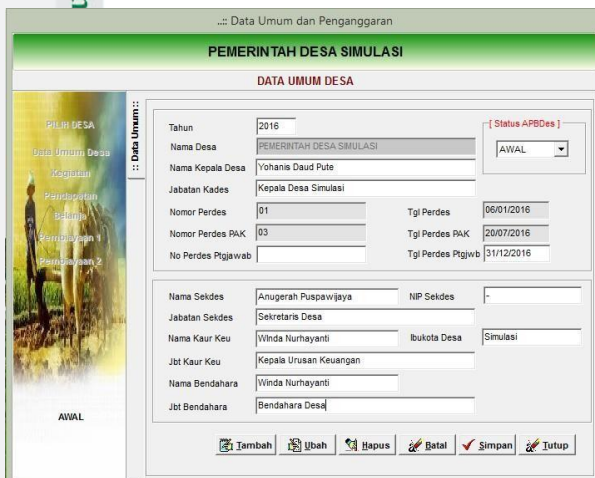 ..:: Data Umum dan Penganggaran
PEMERINTAH DESA SIMULASI
DATA UMUM DESA
PILIH DESA
Data Umum Desa
Kegiatan
Pendapatan
Belanja
Pembiayaan 1
Pembiayaan 2
AWAL
:: Data Umum ::
Tahun 2016
[ Status APBDes ]
AWAL
Nama Desa PEMERINTAH DESA SIMULASI
Nama Kepala Desa Yohanis Daud Pute
Jabatan Kades Kepala Desa Simulasi
Nomor Perdes 01 Tgl Perdes 06/01/2016
Nomor Perdes PAK 03 Tgl Perdes PAK 20/07/2016
No Perdes Ptgjawab Tgl Perdes Ptgjwb 31/12/2016
Nama Sekdes Anugerah Puspawijaya NIP Sekdes -
Jabatan Sekdes Sekretaris Desa
Nama Kaur Keu WInda Nurhayanti Ibukota Desa Simulasi
Jbt Kaur Keu Kepala Urusan Keuangan
Nama Bendahara Winda Nurhayanti
Jbt Bendahara Bendahara Desa
Tambah Ubah Hapus Batal Simpan Tutup